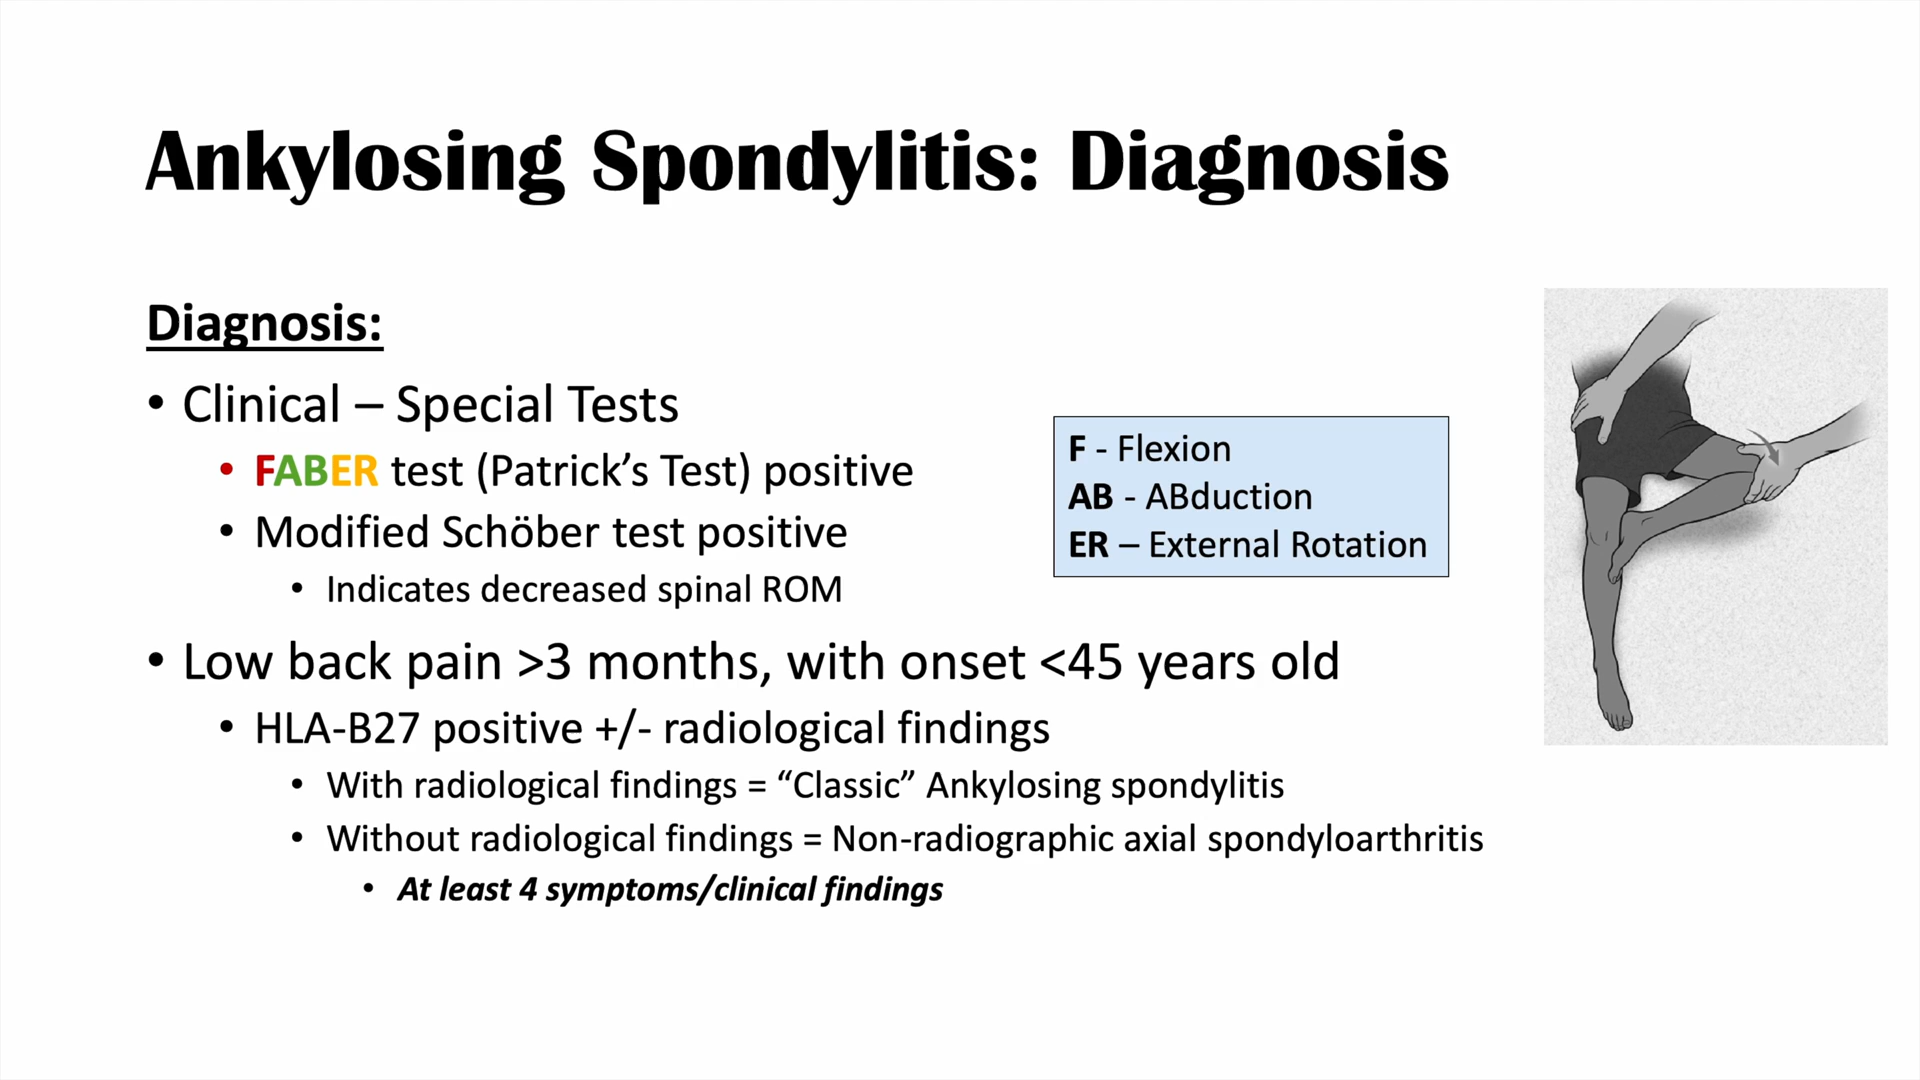 Ankylosing Spondylitis: Diagnosis
Diagnosis:
• Clinical – Special Tests
• FABER test (Patrick’s Test) positive
• Modified Schöber test positive
• Indicates decreased spinal ROM
F - Flexion
AB - ABduction
ER – External Rotation
• Low back pain >3 months, with onset <45 years old
• HLA-B27 positive +/- radiological findings
• With radiological findings = “Classic” Ankylosing spondylitis
• Without radiological findings = Non-radiographic axial spondyloarthritis
• At least 4 symptoms/clinical findings